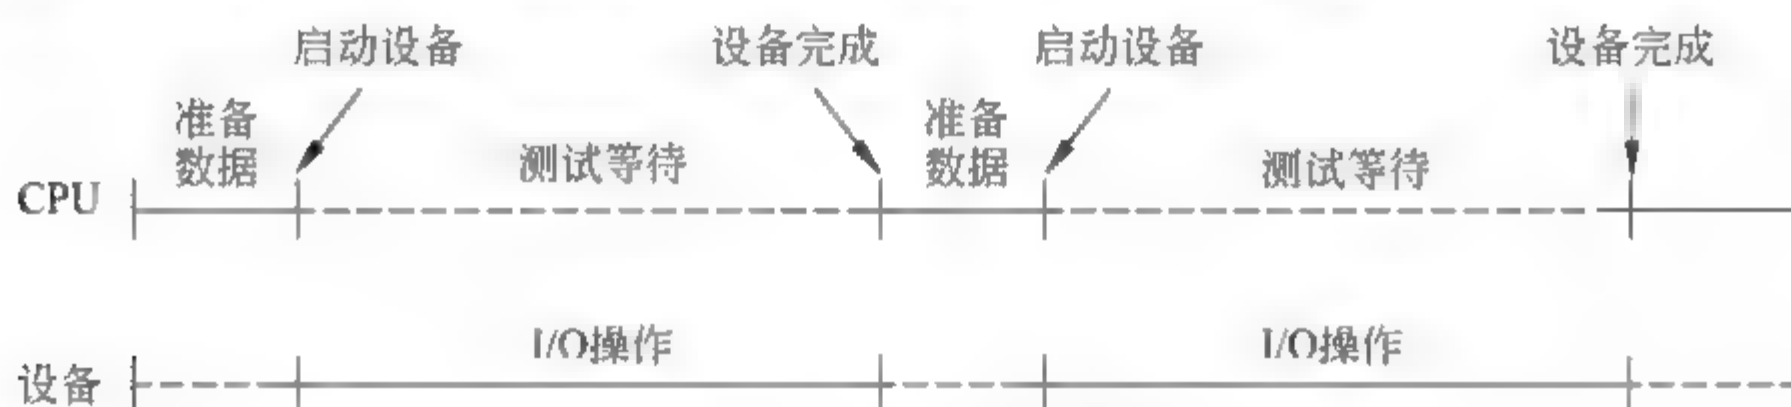 启动设备 设备完成 启动设备 设备完成
准备 准备
数据 测试等待 数据 测试等待
CPU
I/O操作 I/O操作
设备